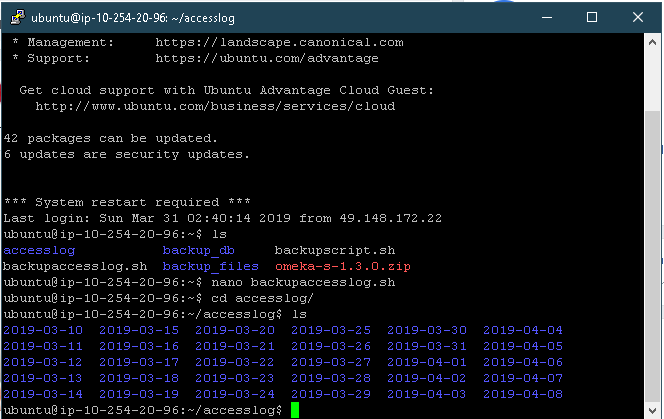 ubuntu@ip-10-254-20-96: ~/accesslog
 * Management:     https://landscape.canonical.com
 * Support:        https://ubuntu.com/advantage
  Get cloud support with Ubuntu Advantage Cloud Guest:
    http://www.ubuntu.com/business/services/cloud
42 packages can be updated.
6 updates are security updates.
*** System restart required ***
Last login: Sun Mar 31 02:40:14 2019 from 49.148.172.22
ubuntu@ip-10-254-20-96:~$ ls
accesslog           backup_db     backupscript.sh
backupaccesslog.sh  backup_files  omeka-s-1.3.0.zip
ubuntu@ip-10-254-20-96:~$ nano backupaccesslog.sh
ubuntu@ip-10-254-20-96:~$ cd accesslog/
ubuntu@ip-10-254-20-96:~/accesslog$ ls
2019-03-10  2019-03-15  2019-03-20  2019-03-25  2019-03-30  2019-04-04
2019-03-11  2019-03-16  2019-03-21  2019-03-26  2019-03-31  2019-04-05
2019-03-12  2019-03-17  2019-03-22  2019-03-27  2019-04-01  2019-04-06
2019-03-13  2019-03-18  2019-03-23  2019-03-28  2019-04-02  2019-04-07
2019-03-14  2019-03-19  2019-03-24  2019-03-29  2019-04-03  2019-04-08
ubuntu@ip-10-254-20-96:~/accesslog$